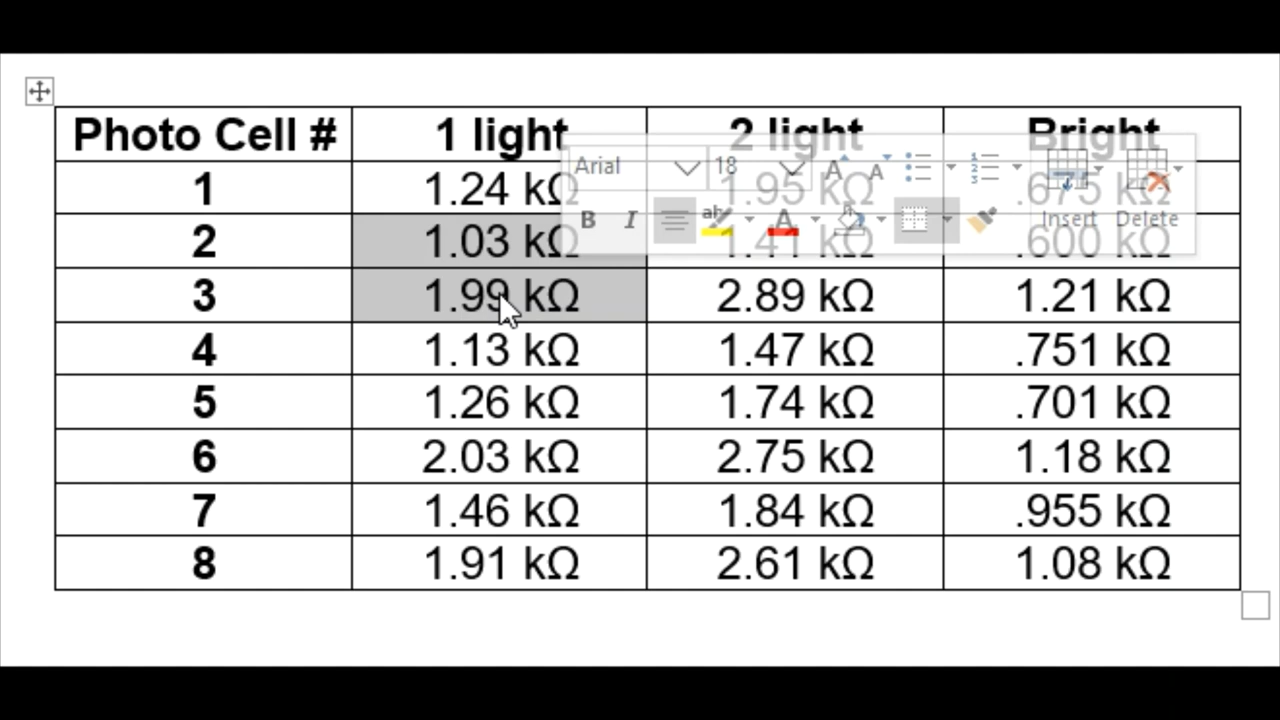 Photo Cell # 1 light 2 light Bright
Arial 18
1 1.24 kΩ 1.95 kΩ .675 kΩ
B I ab A Insert Delete
2 1.03 kΩ 1.41 kΩ .600 kΩ
3 1.99 kΩ 2.89 kΩ 1.21 kΩ
4 1.13 kΩ 1.47 kΩ .751 kΩ
5 1.26 kΩ 1.74 kΩ .701 kΩ
6 2.03 kΩ 2.75 kΩ 1.18 kΩ
7 1.46 kΩ 1.84 kΩ .955 kΩ
8 1.91 kΩ 2.61 kΩ 1.08 kΩ